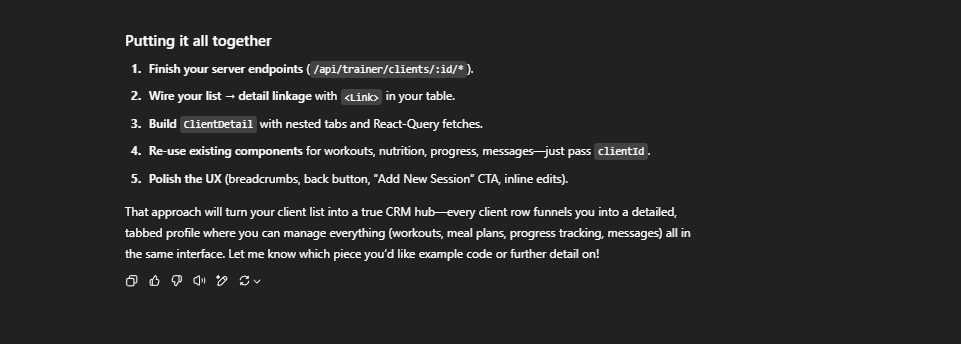 Putting it all together
1. Finish your server endpoints ( /api/trainer/clients/:id/* ).
2. Wire your list → detail linkage with <Link> in your table.
3. Build ClientDetail with nested tabs and React-Query fetches.
4. Re-use existing components for workouts, nutrition, progress, messages—just pass clientId .
5. Polish the UX (breadcrumbs, back button, “Add New Session” CTA, inline edits).
That approach will turn your client list into a true CRM hub—every client row funnels you into a detailed,
tabbed profile where you can manage everything (workouts, meal plans, progress tracking, messages) all in
the same interface. Let me know which piece you’d like example code or further detail on!